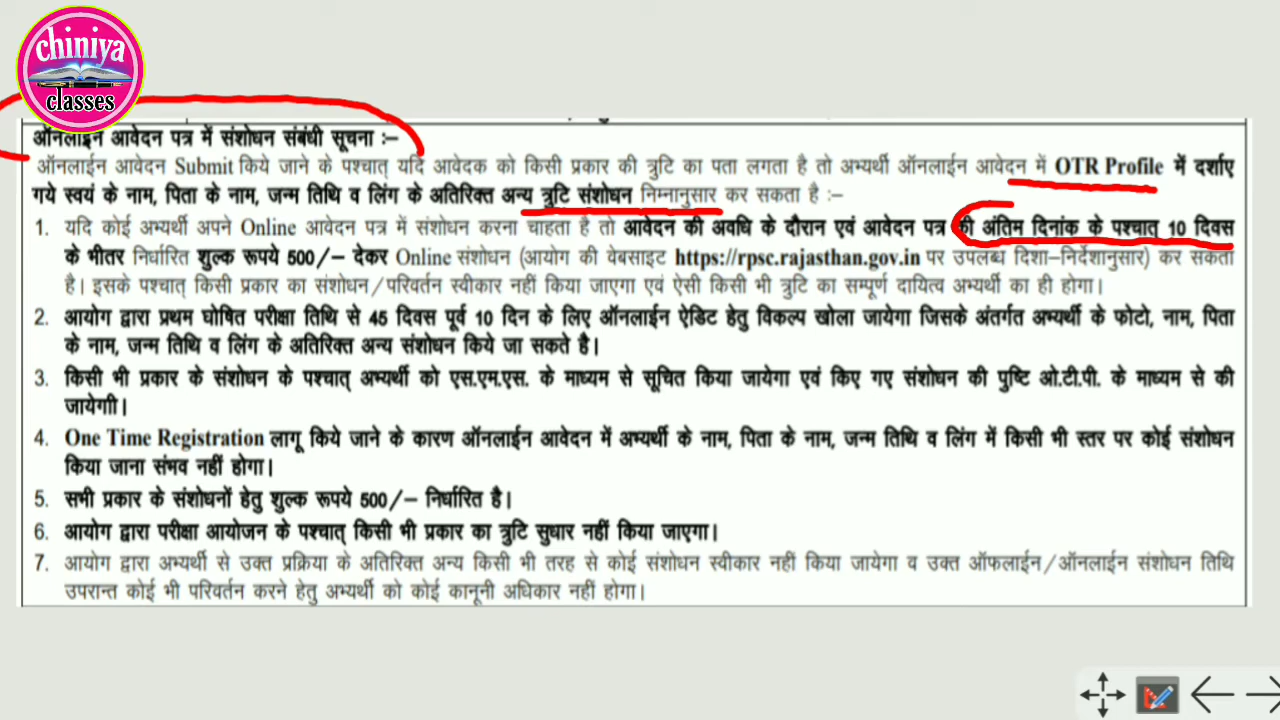 chiniya
classes
ऑनलाईन आवेदन पत्र में संशोधन संबंधी सूचना :–
ऑनलाईन आवेदन Submit किये जाने के पश्चात् यदि आवेदक को किसी प्रकार की त्रुटि का पता लगता है तो अभ्यर्थी ऑनलाईन आवेदन में OTR Profile में दर्शाए
गये स्वयं के नाम, पिता के नाम, जन्म तिथि व लिंग के अतिरिक्त अन्य त्रुटि संशोधन निम्नानुसार कर सकता है :–
1. यदि कोई अभ्यर्थी अपने Online आवेदन पत्र में संशोधन करना चाहता है तो आवेदन की अवधि के दौरान एवं आवेदन पत्र की अंतिम दिनांक के पश्चात् 10 दिवस
के भीतर निर्धारित शुल्क रूपये 500/– देकर Online संशोधन (आयोग की वेबसाइट https://rpsc.rajasthan.gov.in पर उपलब्ध दिशा–निर्देशानुसार) कर सकता
है। इसके पश्चात् किसी प्रकार का संशोधन/परिवर्तन स्वीकार नहीं किया जाएगा एवं ऐसी किसी भी त्रुटि का सम्पूर्ण दायित्व अभ्यर्थी का ही होगा।
2. आयोग द्वारा प्रथम घोषित परीक्षा तिथि से 45 दिवस पूर्व 10 दिन के लिए ऑनलाईन ऐडिट हेतु विकल्प खोला जायेगा जिसके अंतर्गत अभ्यर्थी के फोटो, नाम, पिता
के नाम, जन्म तिथि व लिंग के अतिरिक्त अन्य संशोधन किये जा सकते है।
3. किसी भी प्रकार के संशोधन के पश्चात् अभ्यर्थी को एस.एम.एस. के माध्यम से सूचित किया जायेगा एवं किए गए संशोधन की पुष्टि ओ.टी.पी. के माध्यम से की
जायेगी।
4. One Time Registration लागू किये जाने के कारण ऑनलाईन आवेदन में अभ्यर्थी के नाम, पिता के नाम, जन्म तिथि व लिंग में किसी भी स्तर पर कोई संशोधन
किया जाना संभव नहीं होगा।
5. सभी प्रकार के संशोधनों हेतु शुल्क रूपये 500/– निर्धारित है।
6. आयोग द्वारा परीक्षा आयोजन के पश्चात् किसी भी प्रकार का त्रुटि सुधार नहीं किया जाएगा।
7. आयोग द्वारा अभ्यर्थी से उक्त प्रक्रिया के अतिरिक्त अन्य किसी भी तरह से कोई संशोधन स्वीकार नहीं किया जायेगा व उक्त ऑफलाईन/ऑनलाईन संशोधन तिथि
उपरान्त कोई भी परिवर्तन करने हेतु अभ्यर्थी को कोई कानूनी अधिकार नहीं होगा।